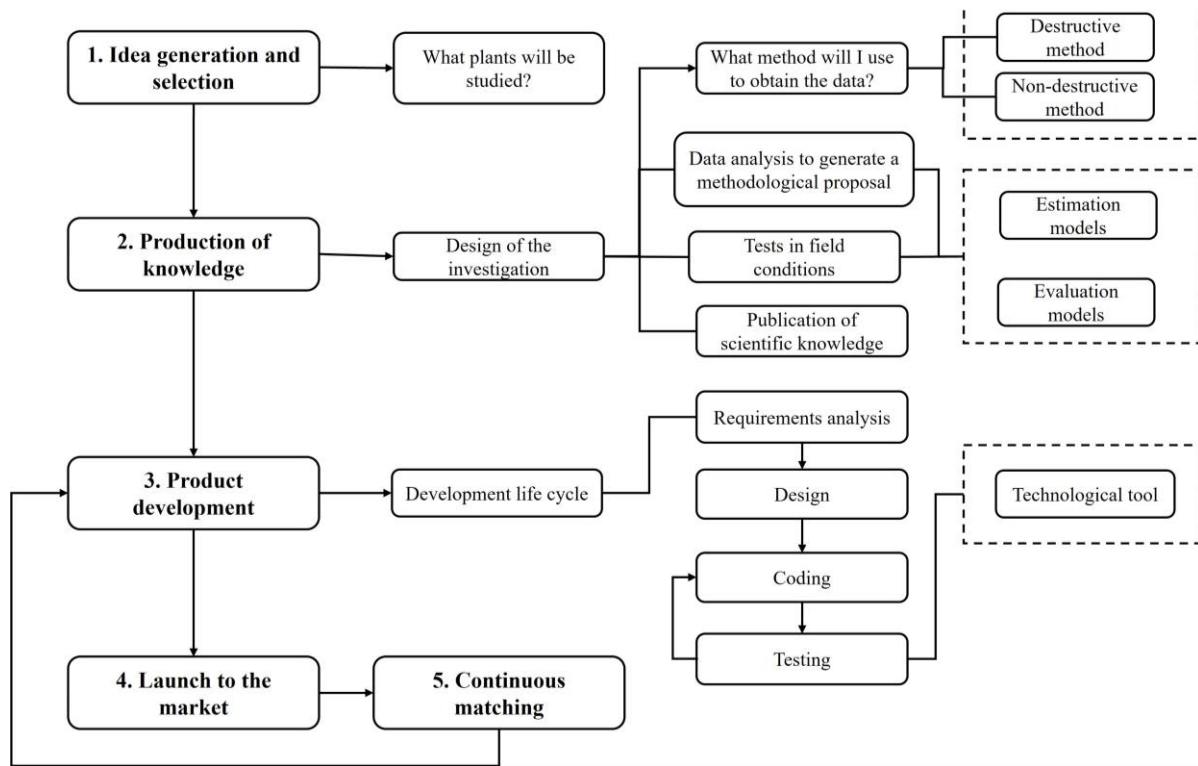 1. Idea generation and
selection
What plants will be
studied?
What method will I use
to obtain the data?
Destructive
method
Non-destructive
method
Data analysis to generate a
methodological proposal
2. Production of
knowledge
Design of the
investigation
Tests in field
conditions
Estimation
models
Evaluation
models
Publication of
scientific knowledge
3. Product
development
Development life cycle
Requirements analysis
Design
Coding
Testing
Technological tool
4. Launch to the
market
5. Continuous
matching